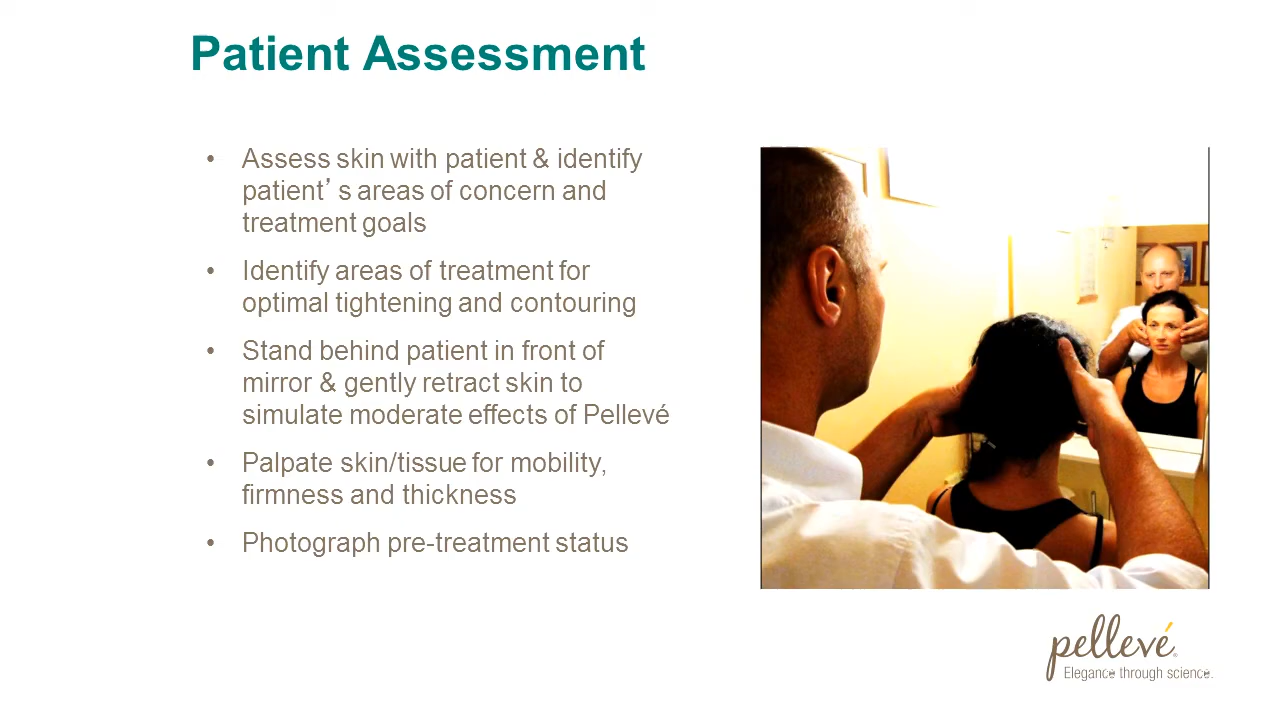 Patient Assessment
• Assess skin with patient & identify
patient’s areas of concern and
treatment goals
• Identify areas of treatment for
optimal tightening and contouring
• Stand behind patient in front of
mirror & gently retract skin to
simulate moderate effects of Pellevé
• Palpate skin/tissue for mobility,
firmness and thickness
• Photograph pre-treatment status
pellevé®
Elegance through science.